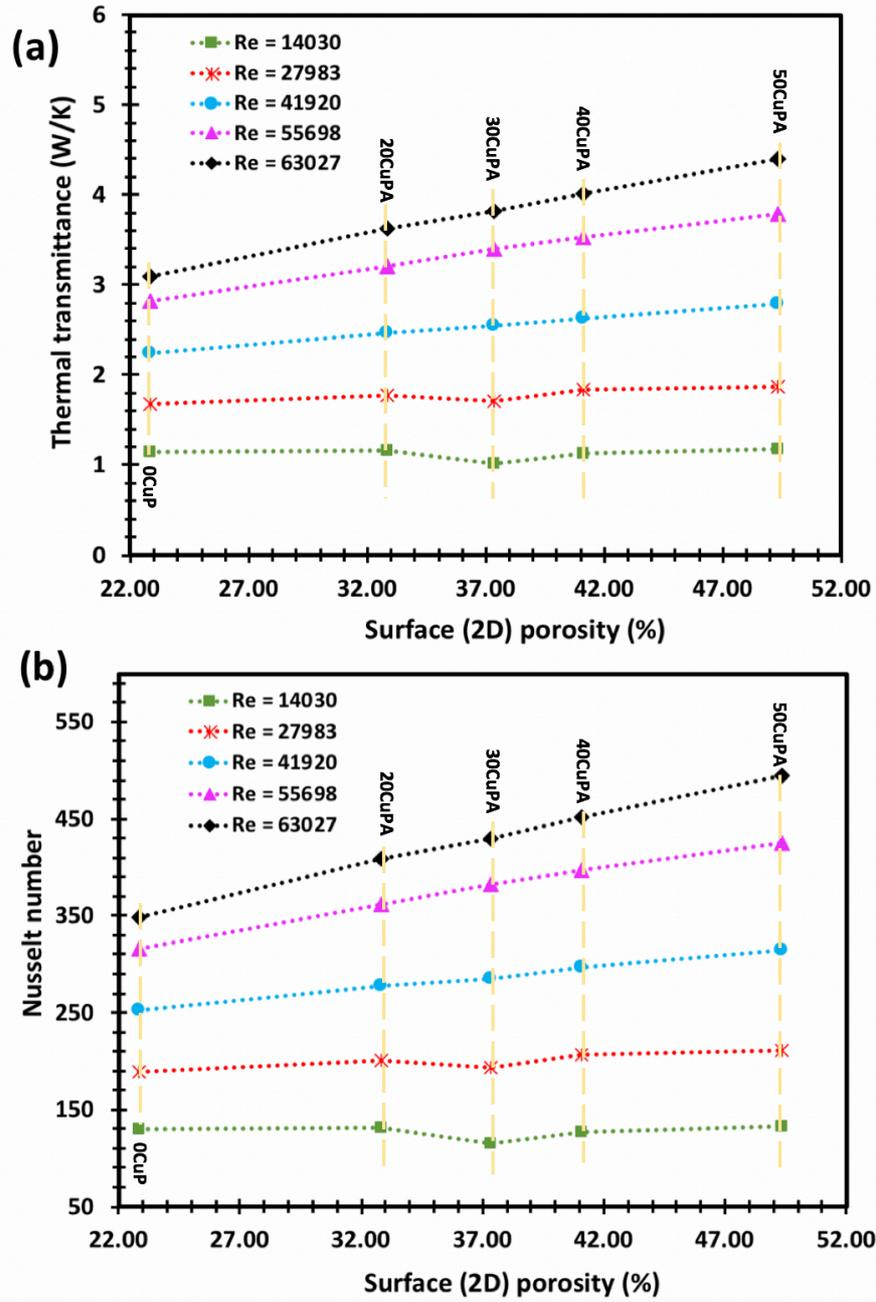 (a)
Re = 14030
Re = 27983
Re = 41920
Re = 55698
Re = 63027
Thermal transmittance (W/K)
6
5
4
3
2
1
0
0CuP
20CuPA
30CuPA
40CuPA
50CuPA
22.00 27.00 32.00 37.00 42.00 47.00 52.00
Surface (2D) porosity (%)
(b)
Re = 14030
Re = 27983
Re = 41920
Re = 55698
Re = 63027
Nusselt number
550
450
350
250
150
50
0CuP
20CuPA
30CuPA
40CuPA
50CuPA
22.00 27.00 32.00 37.00 42.00 47.00 52.00
Surface (2D) porosity (%)